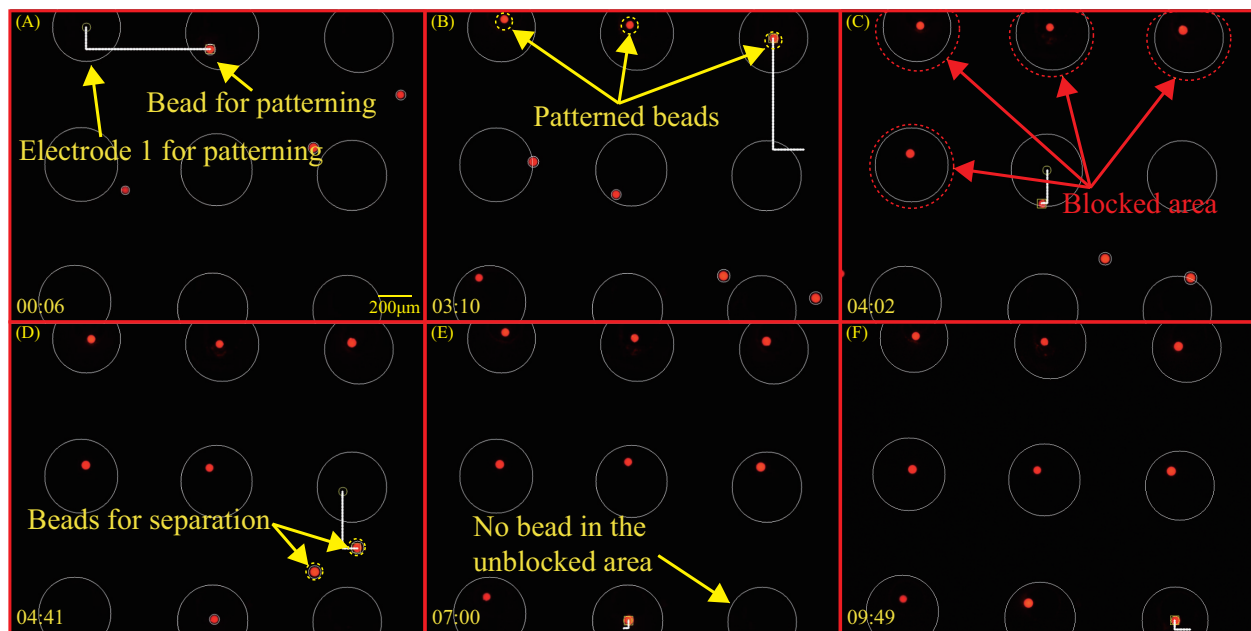 (A)
Bead for patterning
Electrode 1 for patterning
00:06
200μm
(B)
Patterned beads
03:10
(C)
Blocked area
04:02
(D)
Beads for separation
04:41
(E)
No bead in the
unblocked area
07:00
(F)
09:49